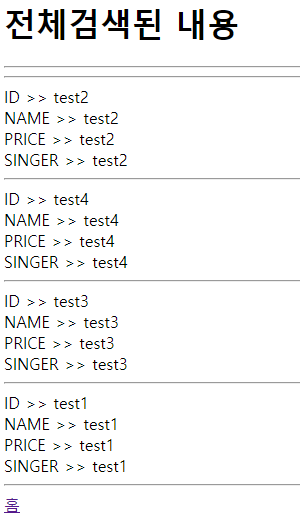 전체검색된 내용
ID >> test2
NAME >> test2
PRICE >> test2
SINGER >> test2
ID >> test4
NAME >> test4
PRICE >> test4
SINGER >> test4
ID >> test3
NAME >> test3
PRICE >> test3
SINGER >> test3
ID >> test1
NAME >> test1
PRICE >> test1
SINGER >> test1
홈